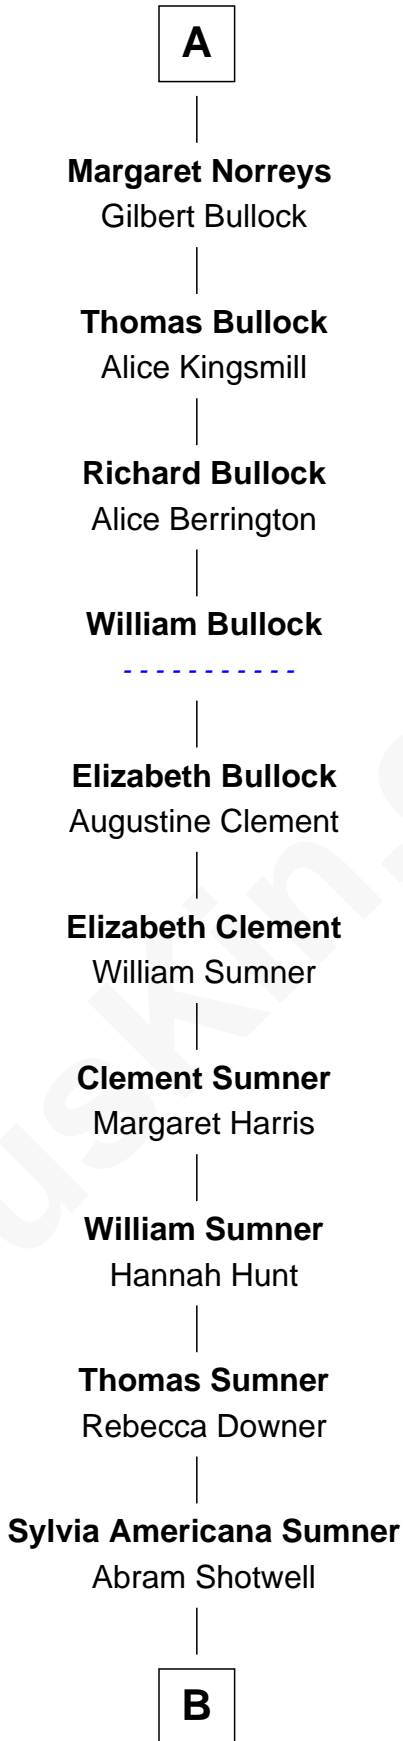 A
Margaret Norreys
Gilbert Bullock
Thomas Bullock
Alice Kingsmill
Richard Bullock
Alice Berrington
William Bullock
- - - - - - - - - - -
Elizabeth Bullock
Augustine Clement
Elizabeth Clement
William Sumner
Clement Sumner
Margaret Harris
William Sumner
Hannah Hunt
Thomas Sumner
Rebecca Downer
Sylvia Americana Sumner
Abram Shotwell
B